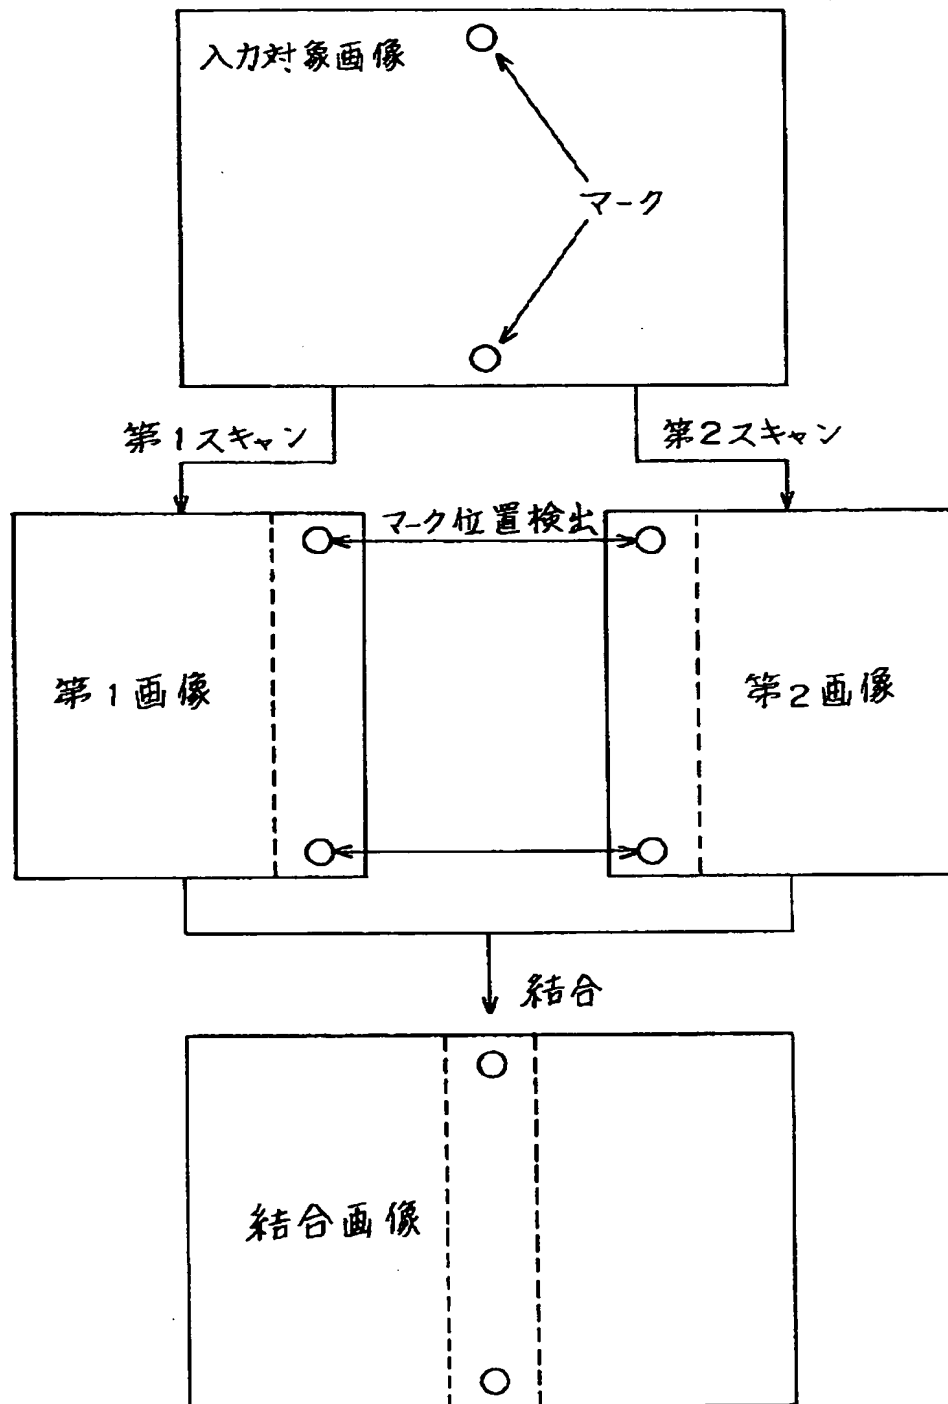 入力対象画像
マーク
第1スキャン
第2スキャン
マーク位置検出
第1画像
第2画像
結合
結合画像